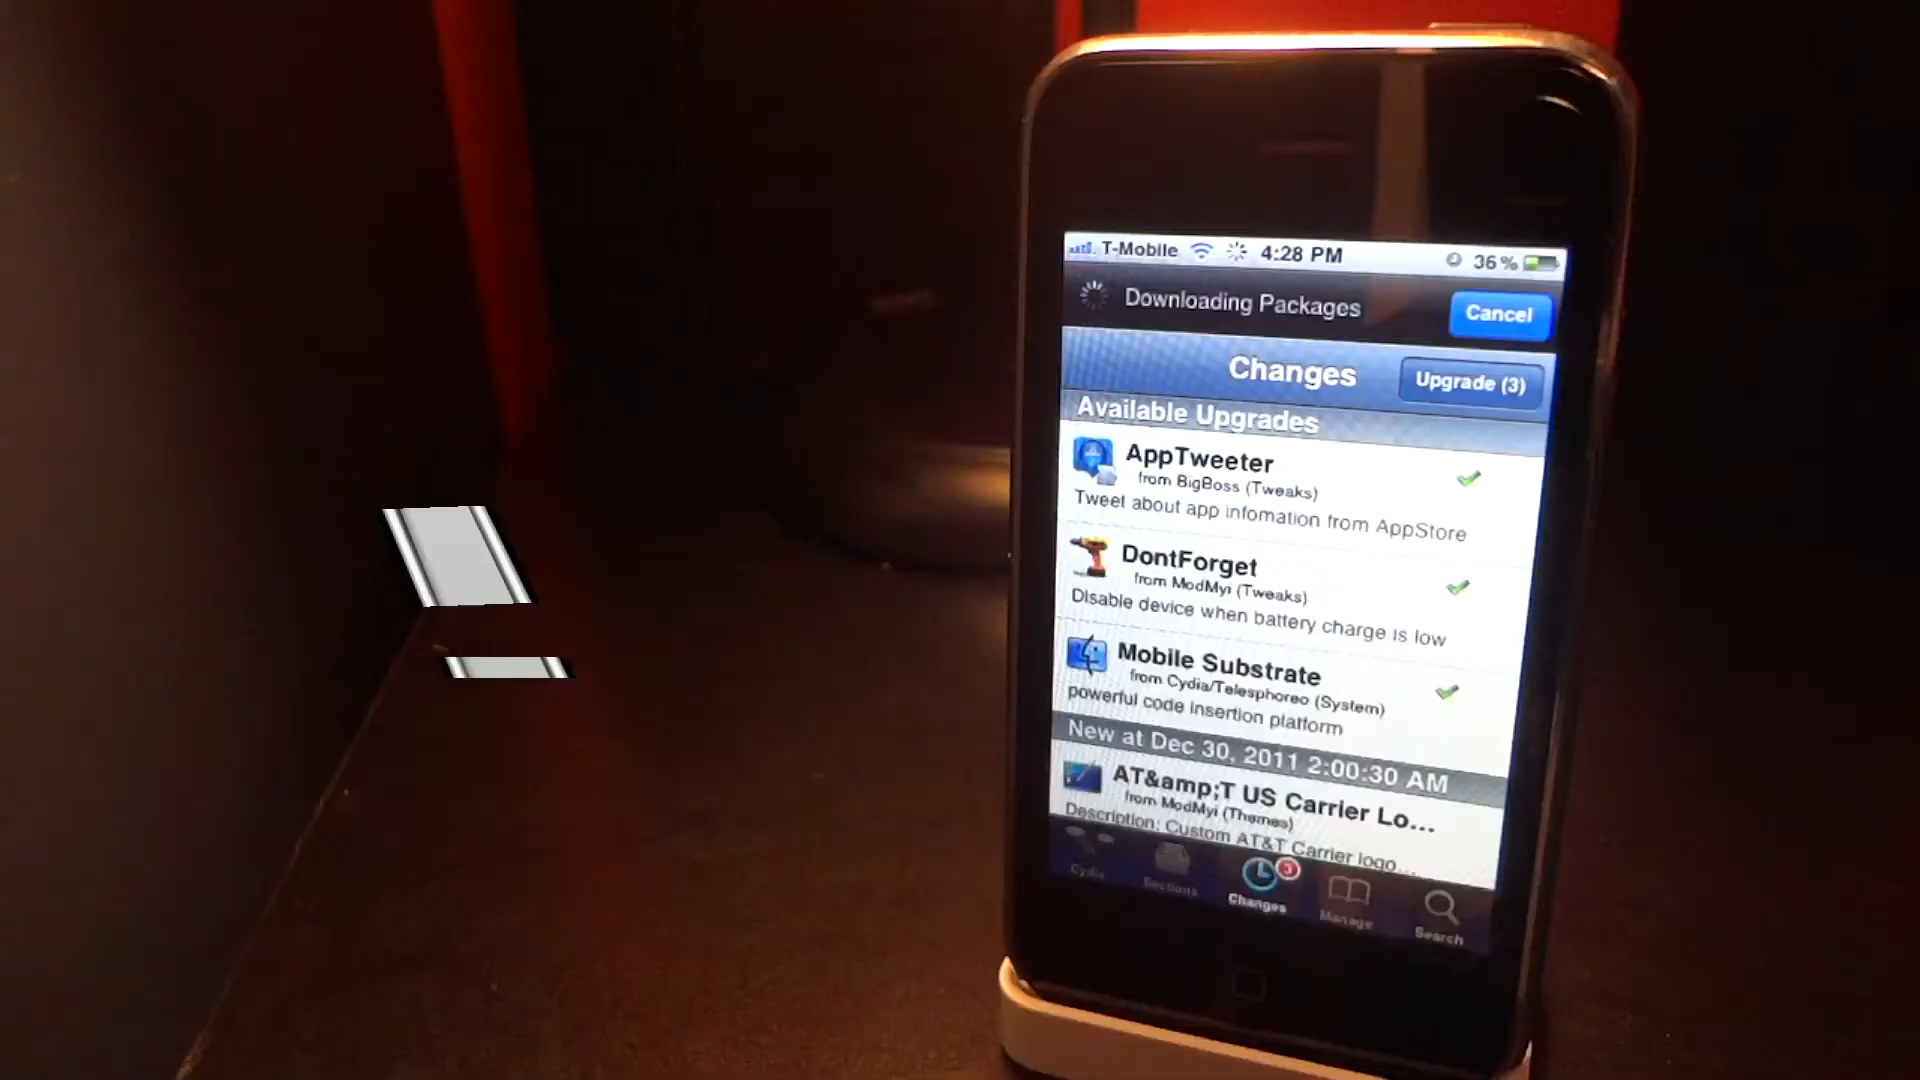 T-Mobile 4:28 PM 36%
Downloading Packages Cancel
Changes Upgrade (3)
Available Upgrades
AppTweeter
from BigBoss (Tweaks)
Tweet about app infomation from AppStore
DontForget
from ModMyi (Tweaks)
Disable device when battery charge is low
Mobile Substrate
from Cydia/Telesphoreo (System)
powerful code insertion platform
New at Dec 30, 2011 2:00:30 AM
AT&amp;T US Carrier Lo...
from ModMyi (Themes)
Description: Custom AT&T Carrier logo...
3
Cydia Sections Changes Manage Search